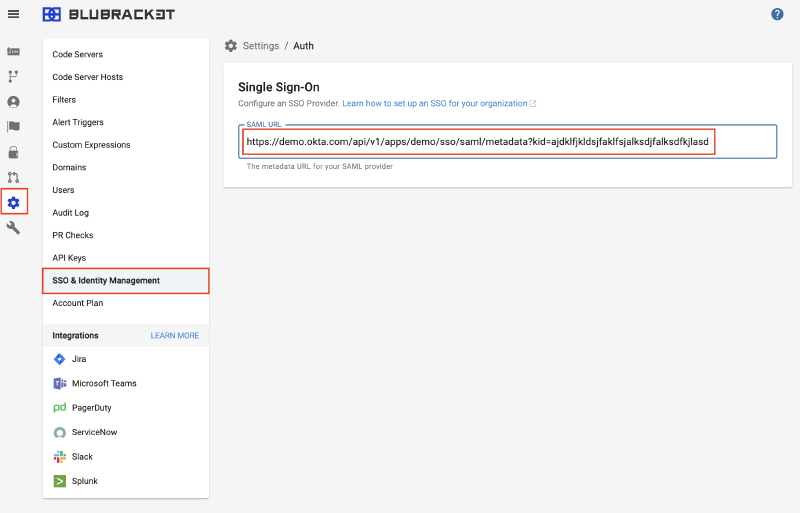 BLUBRACKET
?
Code Servers
Code Server Hosts
Filters
Alert Triggers
Custom Expressions
Domains
Users
Audit Log
PR Checks
API Keys
SSO & Identity Management
Account Plan
Integrations LEARN MORE
Jira
Microsoft Teams
pd PagerDuty
ServiceNow
Slack
Splunk
Settings / Auth
Single Sign-On
Configure an SSO Provider. Learn how to set up an SSO for your organization
SAML URL
https://demo.okta.com/api/v1/apps/demo/sso/saml/metadata?kid=ajdklfjkldsjfaklfsjalksdjfalksdfkjlasd
The metadata URL for your SAML provider